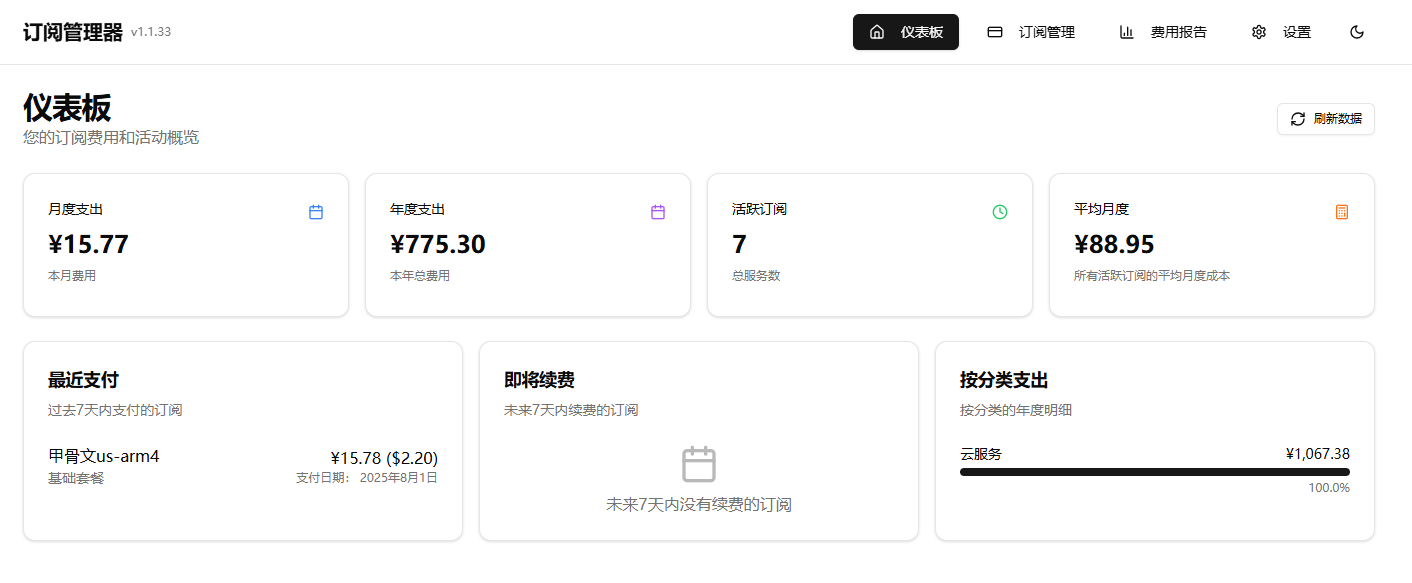 订阅管理器 v1.1.33
仪表板 订阅管理 费用报告 设置
仪表板
您的订阅费用和活动概览
刷新数据
月度支出
¥15.77
本月费用
年度支出
¥775.30
本年总费用
活跃订阅
7
总服务数
平均月度
¥88.95
所有活跃订阅的平均月度成本
最近支付
过去7天内支付的订阅
甲骨文us-arm4 ¥15.78 ($2.20)
基础套餐 支付日期： 2025年8月1日
即将续费
未来7天内续费的订阅
未来7天内没有续费的订阅
按分类支出
按分类的年度明细
云服务 ¥1,067.38
100.0%